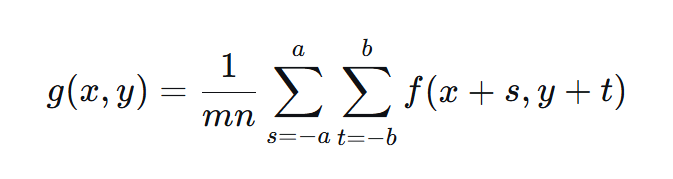 g(x, y) = \frac{1}{mn} \sum_{s=-a}^{a} \sum_{t=-b}^{b} f(x + s, y + t)